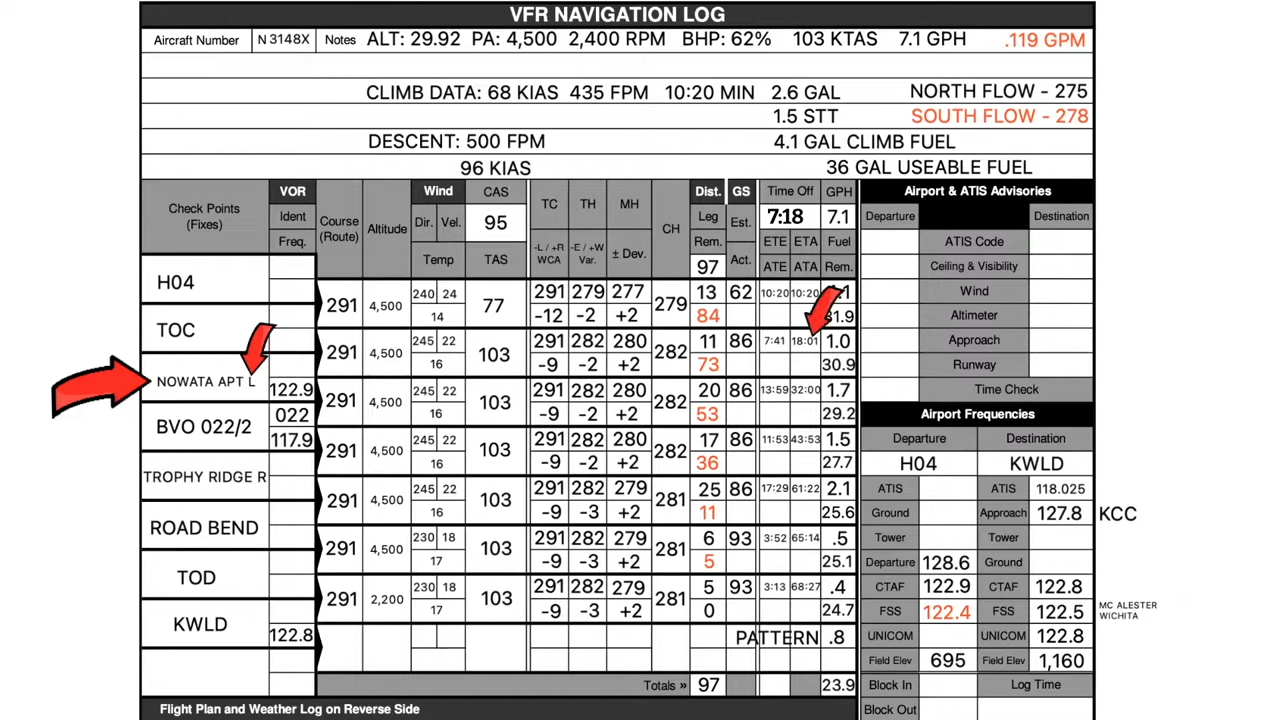 VFR NAVIGATION LOG
Aircraft Number N 3148X Notes ALT: 29.92 PA: 4,500 2,400 RPM BHP: 62% 103 KTAS 7.1 GPH .119 GPM
CLIMB DATA: 68 KIAS 435 FPM 10:20 MIN 2.6 GAL NORTH FLOW - 275
1.5 STT SOUTH FLOW - 278
DESCENT: 500 FPM 4.1 GAL CLIMB FUEL
96 KIAS 36 GAL USEABLE FUEL
Check Points
(Fixes)
VOR
Ident
Freq.
Course
(Route)
Altitude
Wind
Dir. Vel.
Temp
CAS
95
TAS
TC TH MH
-L / +R
WCA
-E / +W
Var.
± Dev.
CH
Dist.
Leg
Rem.
97
GS
Est.
Act.
Time Off GPH
7:18 7.1
ETE ETA Fuel
ATE ATA Rem.
H04
TOC
NOWATA APT L
122.9
BVO 022/2
022
117.9
TROPHY RIDGE R
ROAD BEND
TOD
KWLD
122.8
291 4,500 240 24 77 291 279 277 279 13 62 10:20 10:20 .1
14 -12 -2 +2 84 31.9
291 4,500 245 22 103 291 282 280 282 11 86 7:41 18:01 1.0
16 -9 -2 +2 73 30.9
291 4,500 245 22 103 291 282 280 282 20 86 13:59 32:00 1.7
16 -9 -2 +2 53 29.2
291 4,500 245 22 103 291 282 280 282 17 86 11:53 43:53 1.5
16 -9 -2 +2 36 27.7
291 4,500 245 22 103 291 282 279 281 25 86 17:29 61:22 2.1
16 -9 -3 +2 11 25.6
291 4,500 230 18 103 291 282 279 281 6 93 3:52 65:14 .5
17 -9 -3 +2 5 25.1
291 2,200 230 18 103 291 282 279 281 5 93 3:13 68:27 .4
17 -9 -3 +2 0 24.7
PATTERN .8
Totals » 97 23.9
Flight Plan and Weather Log on Reverse Side
Airport & ATIS Advisories
Departure Destination
ATIS Code
Ceiling & Visibility
Wind
Altimeter
Approach
Runway
Time Check
Airport Frequencies
Departure Destination
H04 KWLD
ATIS ATIS 118.025
Ground Approach 127.8 KCC
Tower Tower
Departure 128.6 Ground
CTAF 122.9 CTAF 122.8
FSS 122.4 FSS 122.5 MC ALESTER
WICHITA
UNICOM UNICOM 122.8
Field Elev 695 Field Elev 1,160
Block In Log Time
Block Out